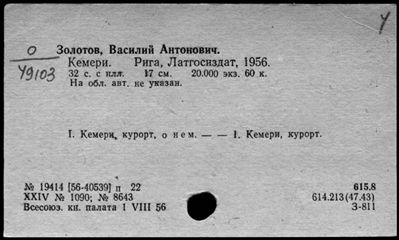 У
О
49103
Золотов, Василий Антонович.
Кемери. Рига, Латгосиздат, 1956.
32 с. с илл. 17 см. 20.000 экз. 60 к.
На обл. авт. не указан.
I. Кемери, курорт, о нем. — — 1. Кемери, курорт.
№ 19414 [56-40539] п 22 615.8
XXIV № 1090; № 8643 614.213(47.43)
Всесоюз. кн. палата 1 VIII 56 З-811